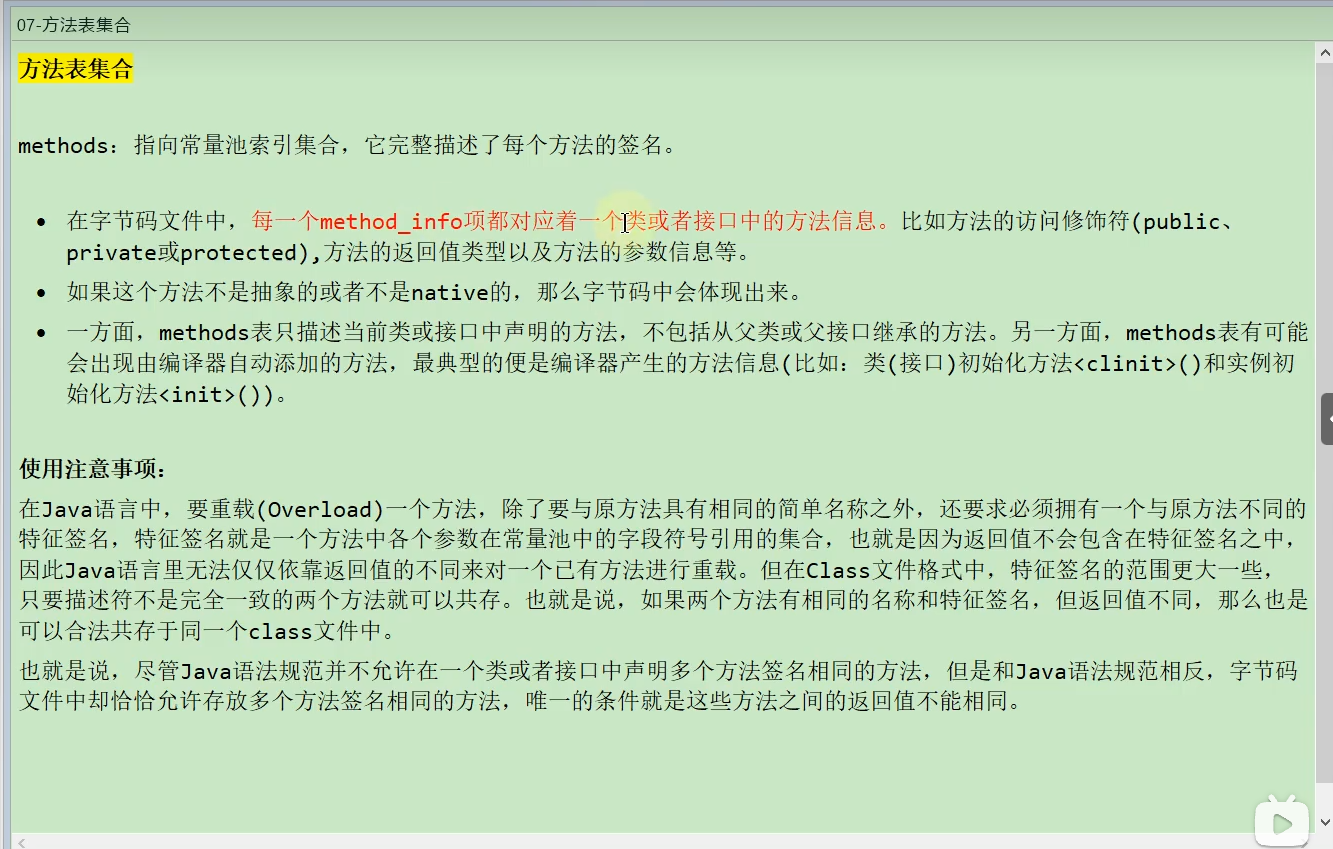 07-方法表集合
方法表集合
methods：指向常量池索引集合，它完整描述了每个方法的签名。
• 在字节码文件中，每一个method_info项都对应着一个类或者接口中的方法信息。比如方法的访问修饰符(public、
private或protected),方法的返回值类型以及方法的参数信息等。
• 如果这个方法不是抽象的或者不是native的，那么字节码中会体现出来。
• 一方面，methods表只描述当前类或接口中声明的方法，不包括从父类或父接口继承的方法。另一方面，methods表有可能
会出现由编译器自动添加的方法，最典型的便是编译器产生的方法信息(比如：类(接口)初始化方法<clinit>()和实例初
始化方法<init>())。
使用注意事项：
在Java语言中，要重载(Overload)一个方法，除了要与原方法具有相同的简单名称之外，还要求必须拥有一个与原方法不同的
特征签名，特征签名就是一个方法中各个参数在常量池中的字段符号引用的集合，也就是因为返回值不会包含在特征签名之中，
因此Java语言里无法仅仅依靠返回值的不同来对一个已有方法进行重载。但在Class文件格式中，特征签名的范围更大一些，
只要描述符不是完全一致的两个方法就可以共存。也就是说，如果两个方法有相同的名称和特征签名，但返回值不同，那么也是
可以合法共存于同一个class文件中。
也就是说，尽管Java语法规范并不允许在一个类或者接口中声明多个方法签名相同的方法，但是和Java语法规范相反，字节码
文件中却恰恰允许存放多个方法签名相同的方法，唯一的条件就是这些方法之间的返回值不能相同。